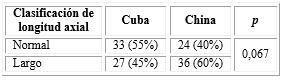 Clasificación de longitud axial Cuba China p
Normal 33 (55%) 24 (40%) 0,067
Largo 27 (45%) 36 (60%)